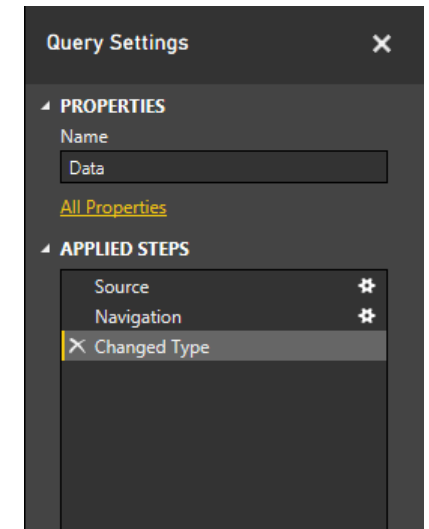 Query Settings
PROPERTIES
Name
Data
All Properties
APPLIED STEPS
Source
Navigation
Changed Type